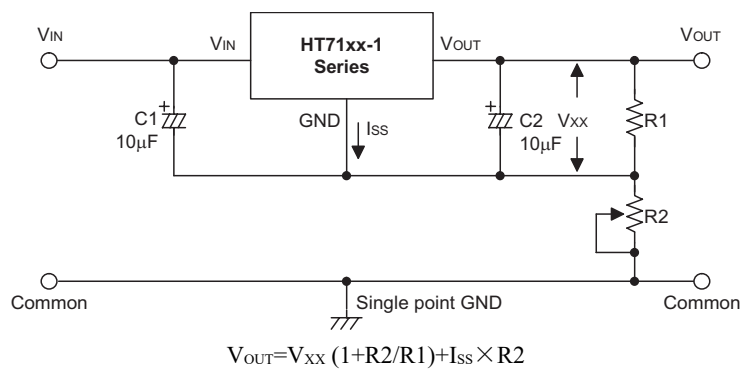 VIN
VIN
HT71xx-1
Series
VOUT
VOUT
C1
10μF
GND
ISS
C2
10μF
VXX
R1
R2
Common
Single point GND
Common
VOUT=VXX (1+R2/R1)+ISS×R2